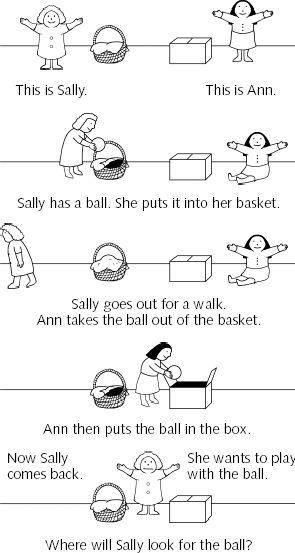 This is Sally.
This is Ann.
Sally has a ball. She puts it into her basket.
Sally goes out for a walk.
Ann takes the ball out of the basket.
Ann then puts the ball in the box.
Now Sally
comes back.
She wants to play
with the ball.
Where will Sally look for the ball?